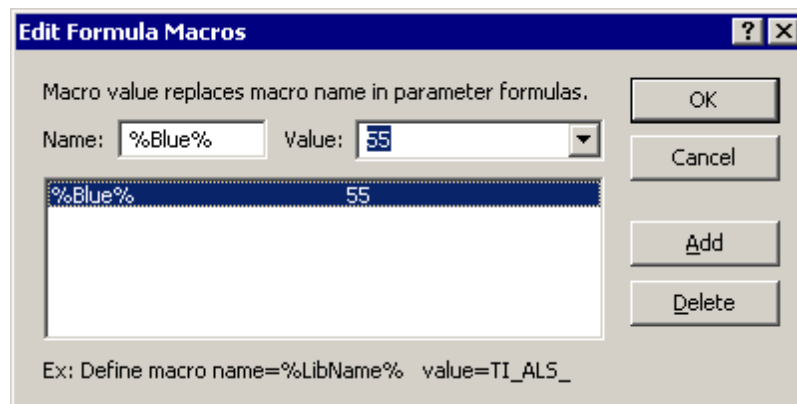 Edit Formula Macros
Macro value replaces macro name in parameter formulas.
Name: %Blue% Value: 55
%Blue% 55
OK
Cancel
Add
Delete
Ex: Define macro name=%LibName% value=TI_ALS_